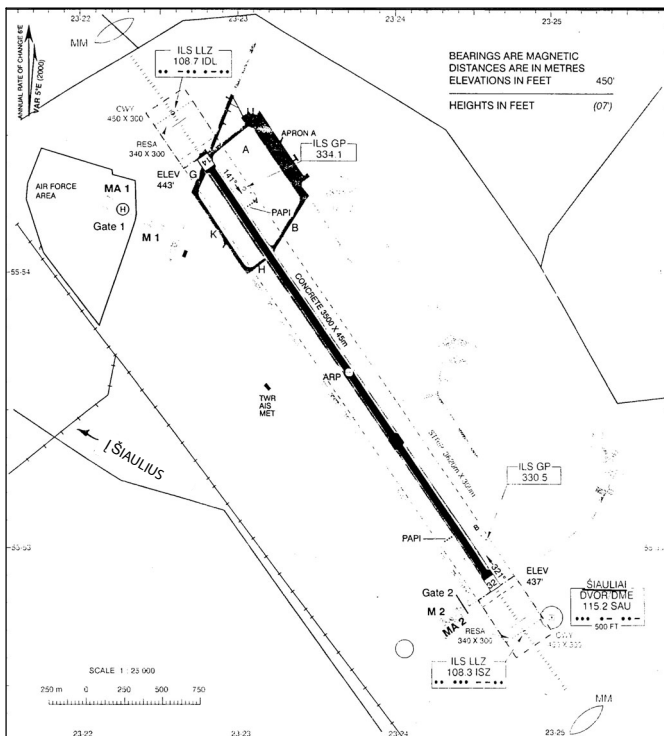 23-22
23-23
23-24
23-25
MM
ANNUAL RATE OF CHANGE 6'E
VAR 5°E (2000)
ILS LLZ
108.7 IDL
BEARINGS ARE MAGNETIC
DISTANCES ARE IN METRES
ELEVATIONS IN FEET 450'
HEIGHTS IN FEET (07')
CWY
450 X 300
RESA
340 X 300
APRON A
A
ILS GP
334.1
ELEV
443'
G
14
141°
AIR FORCE
AREA
MA 1
H
Gate 1
M 1
PAPI
K
B
H
55-54
CONCRETE 3500 X 45m
ARP
TWR
AIS
MET
Į ŠIAULIUS
ILS GP
330.5
PAPI
321°
32
ELEV
437'
Gate 2
M 2
MA 2
RESA
340 X 300
CWY
ŠIAULIAI
DVOR/DME
115.2 SAU
500 FT
ILS LLZ
108.3 ISZ
SCALE 1 : 25 000
250 m 0 250 500 750
MM
23-22
23-23
23-24
23-25